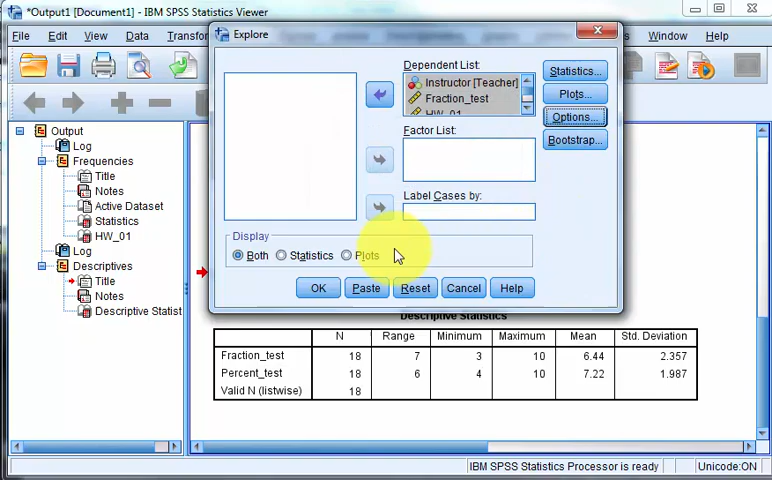 *Output1 [Document1] - IBM SPSS Statistics Viewer
File Edit View Data Transfor Window Help
Explore
Dependent List:
Instructor [Teacher]
Fraction_test
HW_01
Factor List:
Label Cases by:
Statistics...
Plots...
Options...
Bootstrap...
Display
Both Statistics Plots
OK Paste Reset Cancel Help
Output
Log
Frequencies
Title
Notes
Active Dataset
Statistics
HW_01
Log
Descriptives
Title
Notes
Descriptive Statist
Descriptive Statistics
N Range Minimum Maximum Mean Std. Deviation
Fraction_test 18 7 3 10 6.44 2.357
Percent_test 18 6 4 10 7.22 1.987
Valid N (listwise) 18
IBM SPSS Statistics Processor is ready Unicode:ON